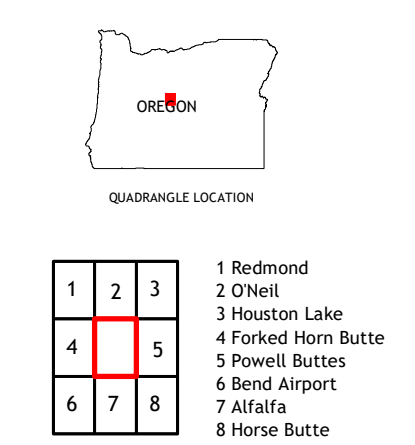 OREGON
QUADRANGLE LOCATION
1 2 3
4 5
6 7 8
1 Redmond
2 O'Neil
3 Houston Lake
4 Forked Horn Butte
5 Powell Buttes
6 Bend Airport
7 Alfalfa
8 Horse Butte